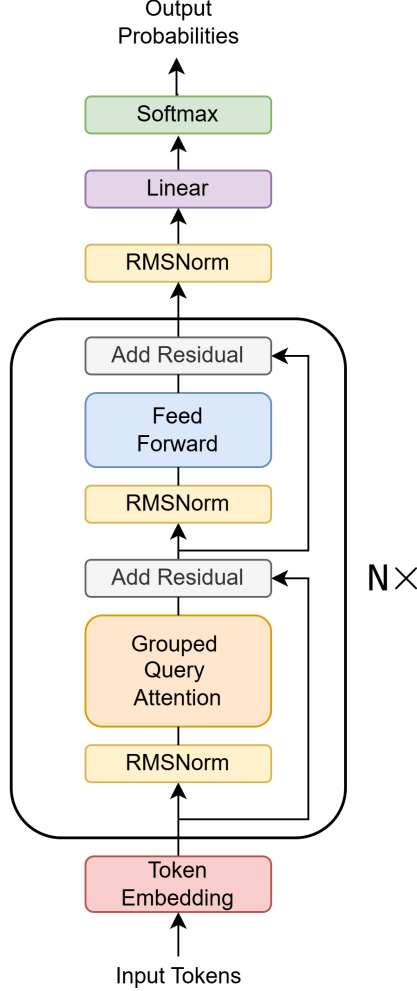 Output
Probabilities
Softmax
Linear
RMSNorm
Add Residual
Feed
Forward
RMSNorm
Add Residual
N×
Grouped
Query
Attention
RMSNorm
Token
Embedding
Input Tokens